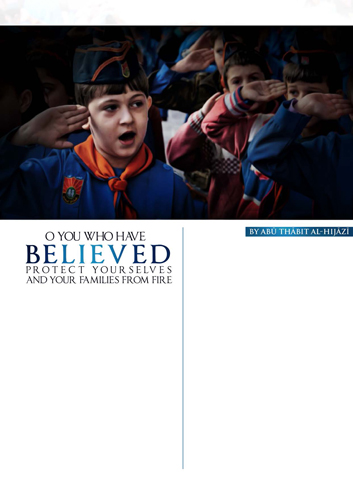 O YOU WHO HAVE
BELIEVED
PROTECT YOURSELVES
AND YOUR FAMILIES FROM FIRE
BY ABŪ THĀBIT AL-HIJĀZĪ